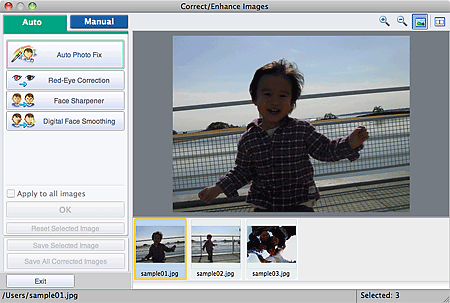 Correct/Enhance Images
Auto
Manual
Auto Photo Fix
Red-Eye Correction
Face Sharpener
Digital Face Smoothing
Apply to all images
OK
Reset Selected Image
Save Selected Image
Save All Corrected Images
Exit
sample01.jpg
sample02.jpg
sample03.jpg
/Users/sample01.jpg
Selected: 3